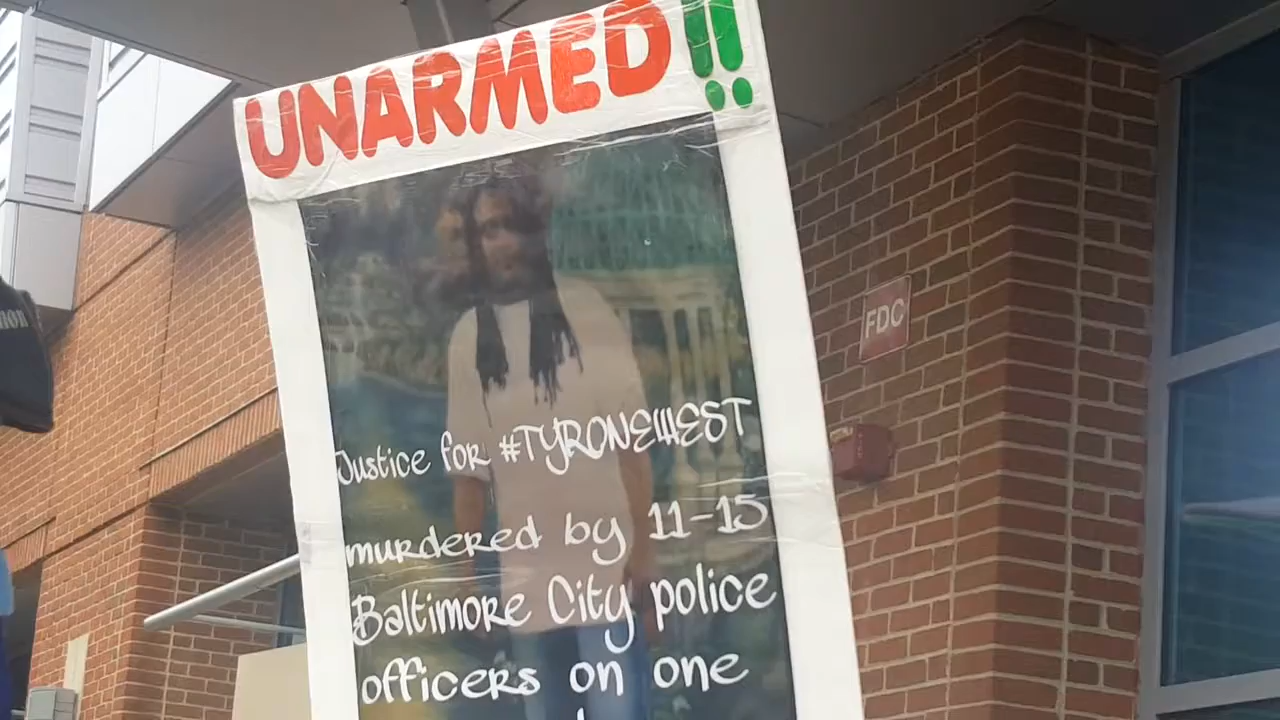 UNARMED!!
FDC
Justice for #TYRONEWEST
murdered by 11-15
Baltimore City police
officers on one